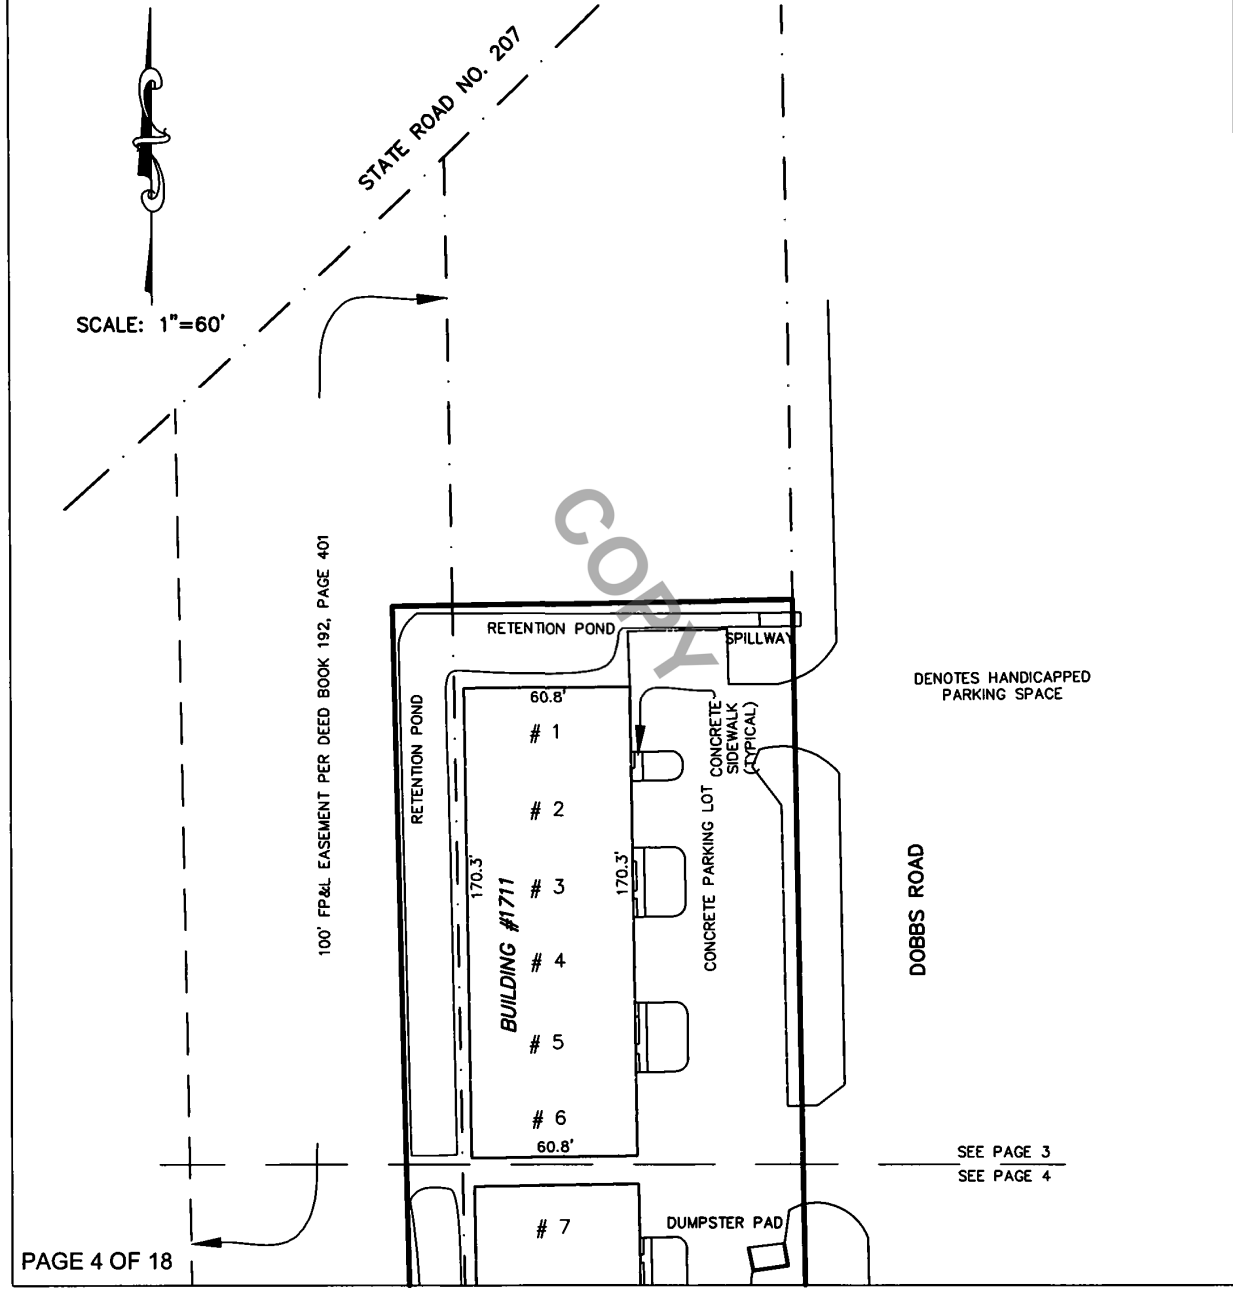 STATE ROAD NO. 207
SCALE: 1"=60'
100' FP&L EASEMENT PER DEED BOOK 192, PAGE 401
COPY
RETENTION POND
SPILLWAY
DENOTES HANDICAPPED
PARKING SPACE
RETENTION POND
60.8'
# 1
CONCRETE
SIDEWALK
(TYPICAL)
# 2
CONCRETE PARKING LOT
170.3'
# 3
170.3'
BUILDING #1711
DOBBS ROAD
# 4
# 5
# 6
60.8'
SEE PAGE 3
SEE PAGE 4
# 7
DUMPSTER PAD
PAGE 4 OF 18